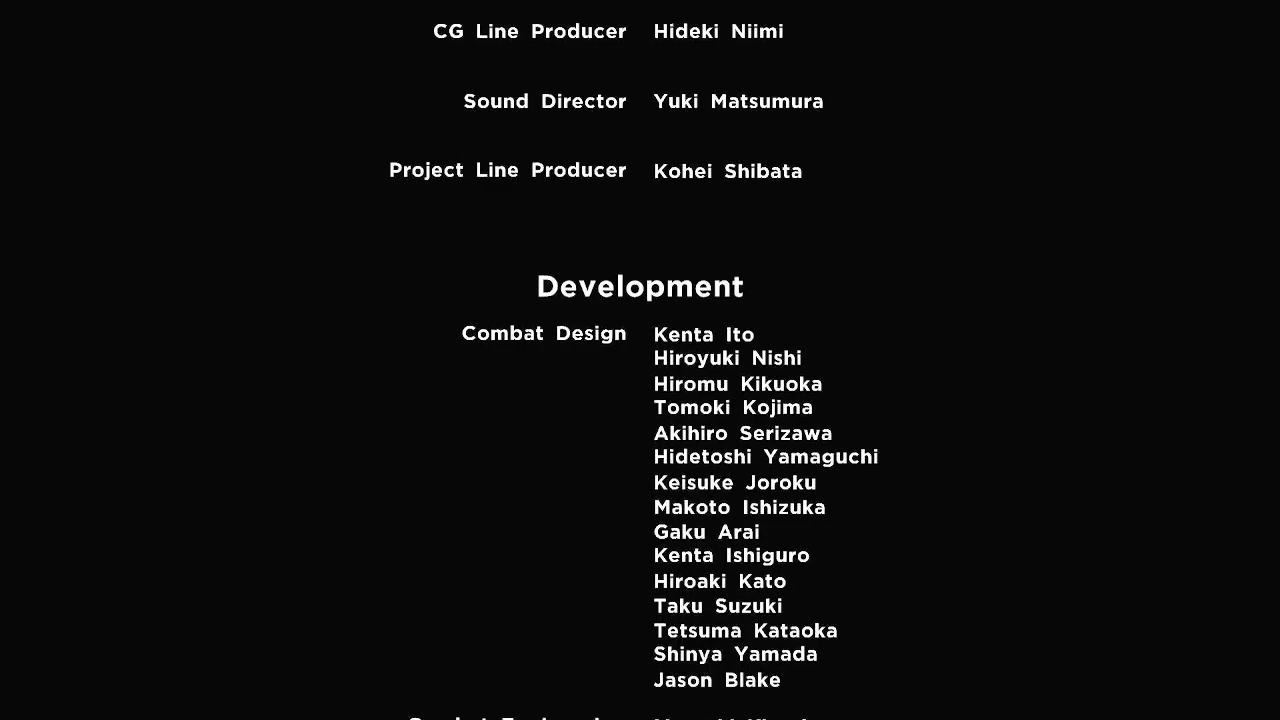 CG Line Producer Hideki Niimi
Sound Director Yuki Matsumura
Project Line Producer Kohei Shibata
Development
Combat Design Kenta Ito
Hiroyuki Nishi
Hiromu Kikuoka
Tomoki Kojima
Akihiro Serizawa
Hidetoshi Yamaguchi
Keisuke Joroku
Makoto Ishizuka
Gaku Arai
Kenta Ishiguro
Hiroaki Kato
Taku Suzuki
Tetsuma Kataoka
Shinya Yamada
Jason Blake